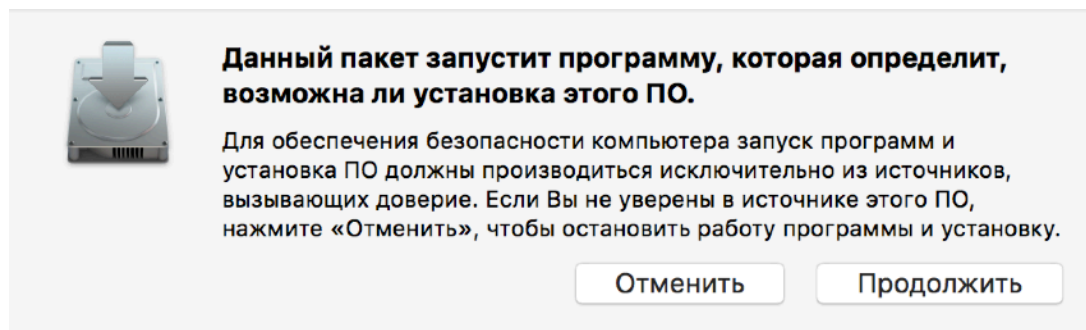 Данный пакет запустит программу, которая определит,
возможна ли установка этого ПО.
Для обеспечения безопасности компьютера запуск программ и
установка ПО должны производиться исключительно из источников,
вызывающих доверие. Если Вы не уверены в источнике этого ПО,
нажмите «Отменить», чтобы остановить работу программы и установку.
Отменить Продолжить